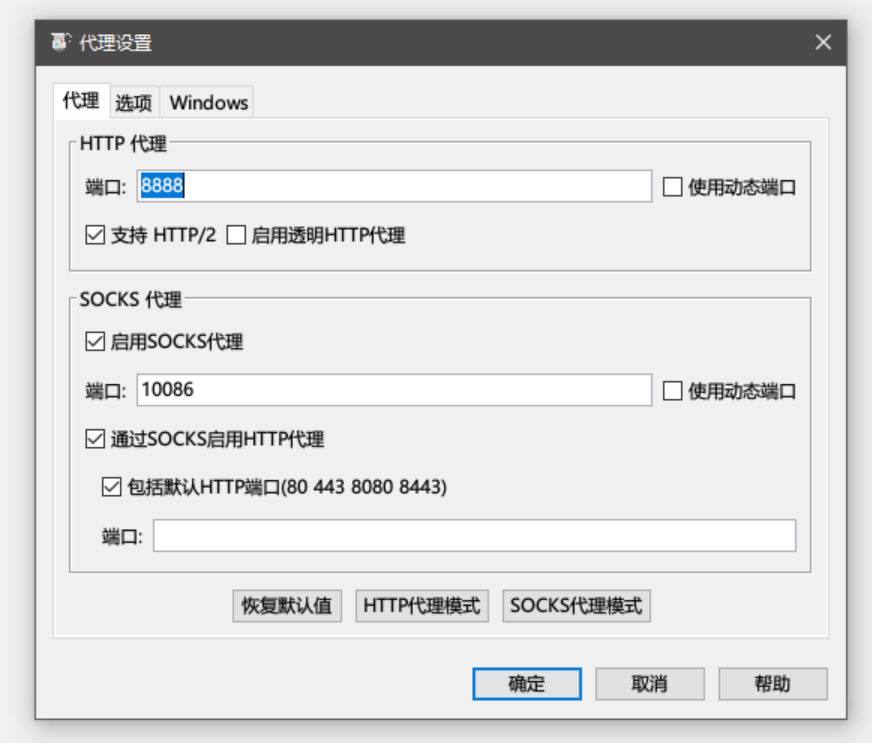 代理设置
代理 选项 Windows
HTTP 代理
端口: 8888 使用动态端口
支持 HTTP/2 启用透明HTTP代理
SOCKS 代理
启用SOCKS代理
端口: 10086 使用动态端口
通过SOCKS启用HTTP代理
包括默认HTTP端口(80 443 8080 8443)
端口:
恢复默认值 HTTP代理模式 SOCKS代理模式
确定 取消 帮助